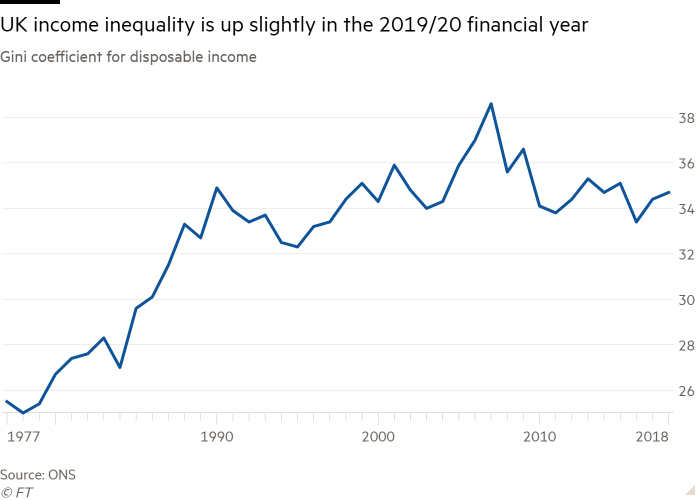 UK income inequality is up slightly in the 2019/20 financial year
Gini coefficient for disposable income
38
36
34
32
30
28
26
1977 1990 2000 2010 2018
Source: ONS
© FT